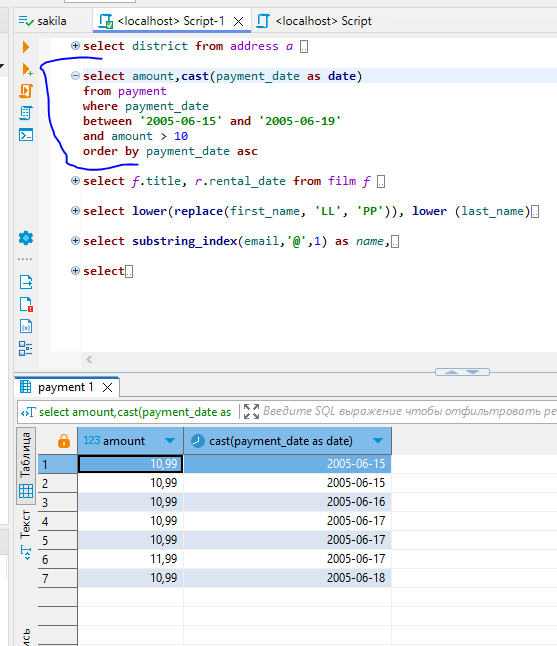 sakila
<localhost> Script-1
<localhost> Script
select district from address a ..
select amount,cast(payment_date as date)
from payment
where payment_date
between '2005-06-15' and '2005-06-19'
and amount > 10
order by payment_date asc
select f.title, r.rental_date from film f ..
select lower(replace(first_name, 'LL', 'PP')), lower (last_name)..
select substring_index(email,'@',1) as name,..
select..
payment 1
select amount,cast(payment_date as
Введите SQL выражение чтобы отфильтровать ре
Таблица
Текст
123 amount
cast(payment_date as date)
1 10,99 2005-06-15
2 10,99 2005-06-15
3 10,99 2005-06-16
4 10,99 2005-06-17
5 10,99 2005-06-17
6 11,99 2005-06-17
7 10,99 2005-06-18